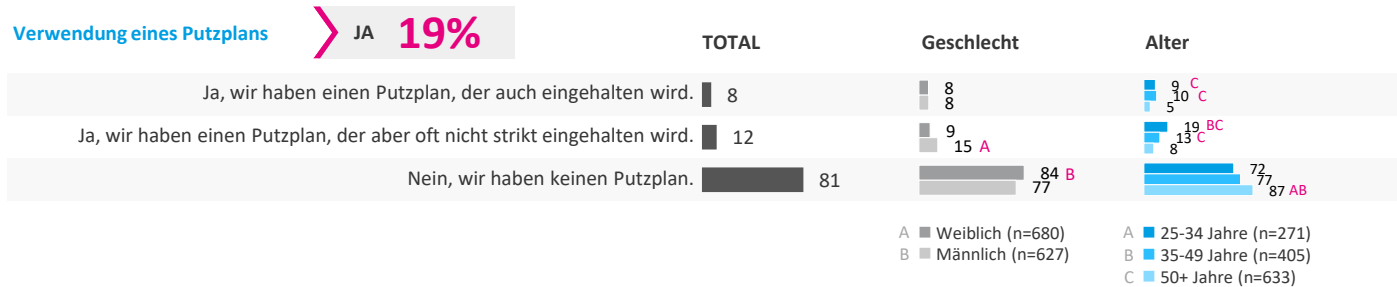 Verwendung eines Putzplans JA 19%
TOTAL Geschlecht Alter
Ja, wir haben einen Putzplan, der auch eingehalten wird. 8 8 9 C
8 10 C
5
Ja, wir haben einen Putzplan, der aber oft nicht strikt eingehalten wird. 12 9 19 BC
15 A 13 C
8
Nein, wir haben keinen Putzplan. 81 84 B 72
77 77
87 AB
A Weiblich (n=680) A 25-34 Jahre (n=271)
B Männlich (n=627) B 35-49 Jahre (n=405)
C 50+ Jahre (n=633)